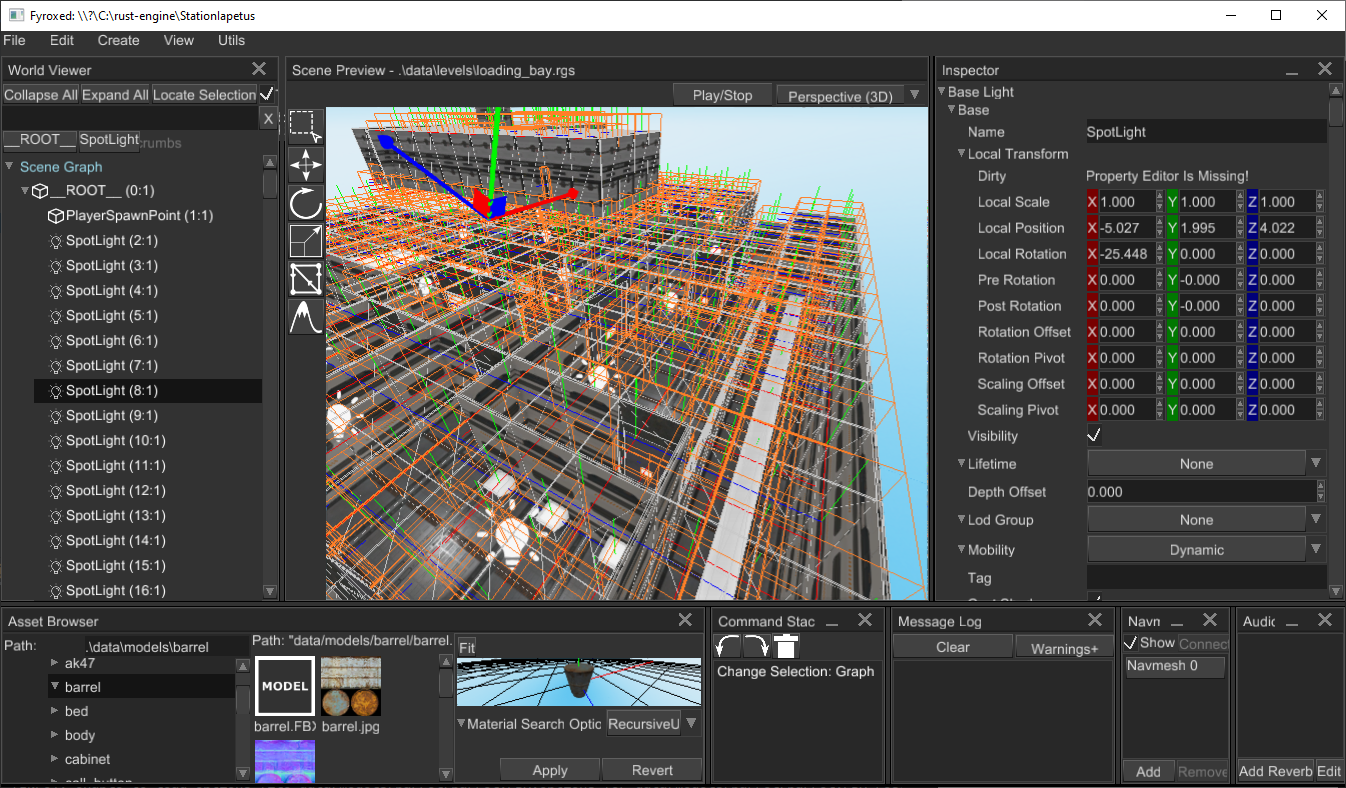 Fyroxed: \\?\C:\rust-engine\StationIapetus
File Edit Create View Utils
World Viewer
Collapse All Expand All Locate Selection
X
__ROOT__ SpotLight crumbs
Scene Graph
__ROOT__ (0:1)
PlayerSpawnPoint (1:1)
SpotLight (2:1)
SpotLight (3:1)
SpotLight (4:1)
SpotLight (5:1)
SpotLight (6:1)
SpotLight (7:1)
SpotLight (8:1)
SpotLight (9:1)
SpotLight (10:1)
SpotLight (11:1)
SpotLight (12:1)
SpotLight (13:1)
SpotLight (14:1)
SpotLight (15:1)
SpotLight (16:1)
Scene Preview - .\data\levels\loading_bay.rgs
Play/Stop Perspective (3D)
Inspector
Base Light
Base
Name SpotLight
Local Transform
Dirty Property Editor Is Missing!
Local Scale X 1.000 Y 1.000 Z 1.000
Local Position X -5.027 Y 1.995 Z 4.022
Local Rotation X -25.448 Y 0.000 Z 0.000
Pre Rotation X 0.000 Y -0.000 Z 0.000
Post Rotation X 0.000 Y -0.000 Z 0.000
Rotation Offset X 0.000 Y 0.000 Z 0.000
Rotation Pivot X 0.000 Y 0.000 Z 0.000
Scaling Offset X 0.000 Y 0.000 Z 0.000
Scaling Pivot X 0.000 Y 0.000 Z 0.000
Visibility
Lifetime None
Depth Offset 0.000
Lod Group None
Mobility Dynamic
Tag
Asset Browser
Path: .\data\models\barrel
ak47
barrel
bed
body
cabinet
Path: "data/models/barrel/barrel.
MODEL
barrel.FBX barrel.jpg
Fit
Material Search Optic RecursiveU
Apply Revert
Command Stac
Change Selection: Graph
Message Log
Clear Warnings+
Navn
Show Connect
Navmesh 0
Add Remove
Audic
Add Reverb Edit